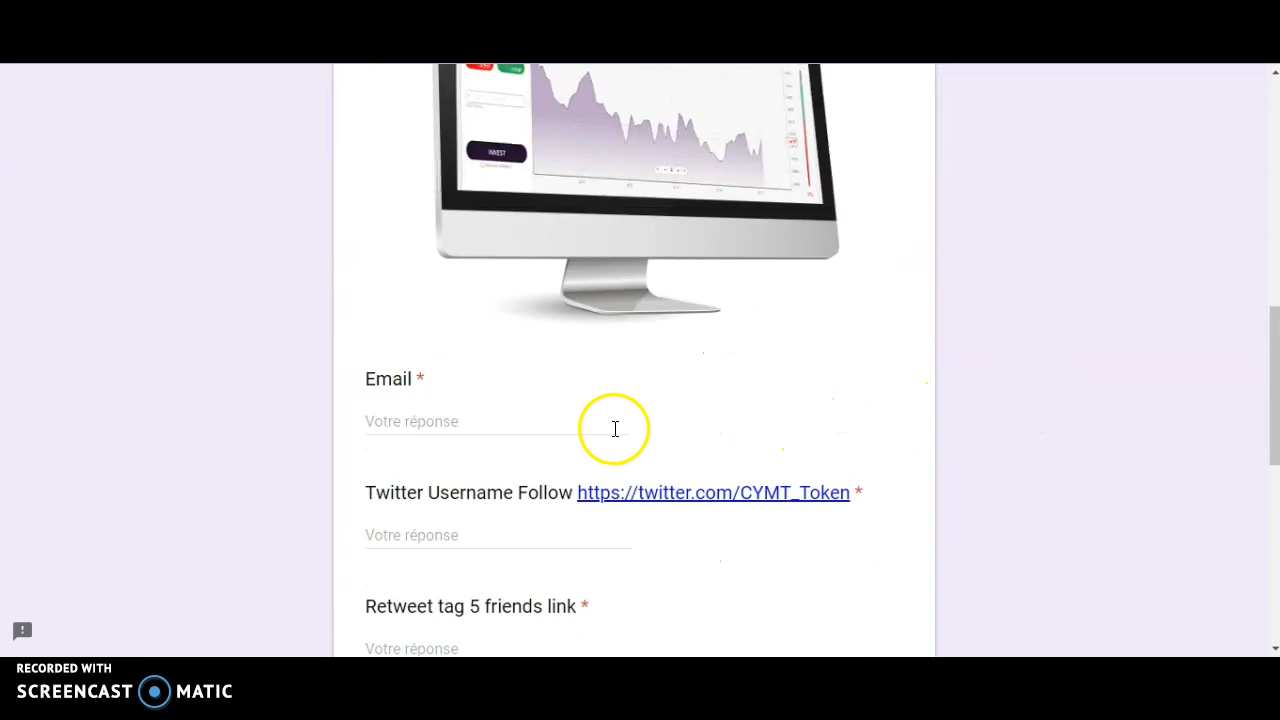 INVEST
Email *
Votre réponse
Twitter Username Follow https://twitter.com/CYMT_Token *
Votre réponse
Retweet tag 5 friends link *
Votre réponse
RECORDED WITH
SCREENCAST MATIC